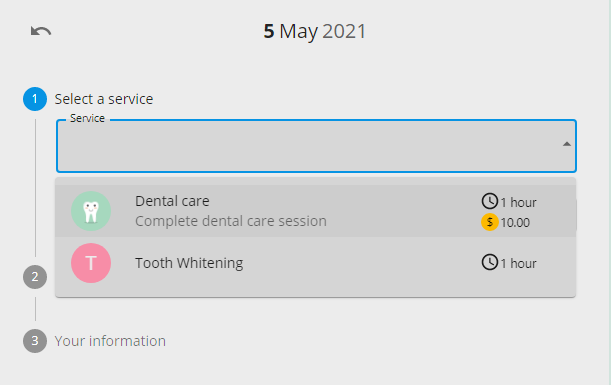 5 May 2021
1 Select a service
Service
Dental care
1 hour
Complete dental care session
$ 10.00
T Tooth Whitening
1 hour
2
3 Your information